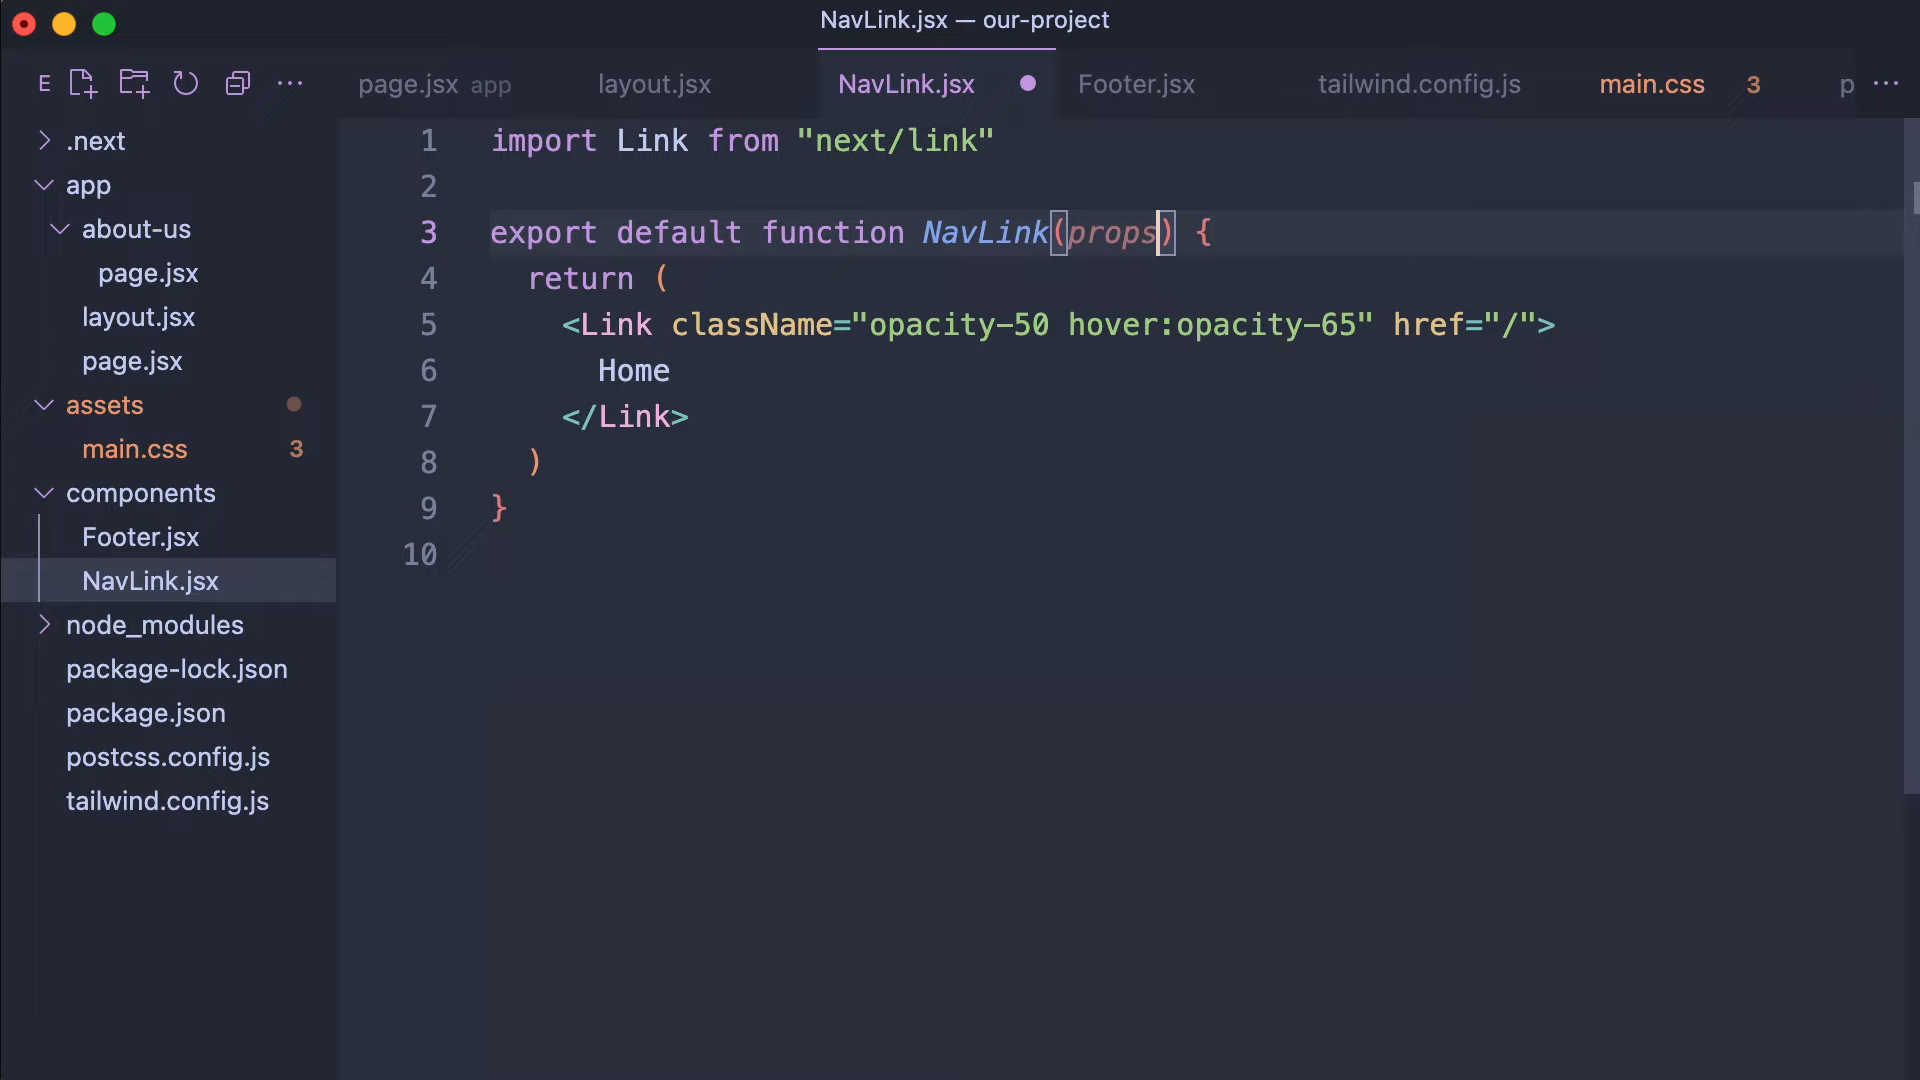 NavLink.jsx — our-project
E
page.jsx app
layout.jsx
NavLink.jsx
Footer.jsx
tailwind.config.js
main.css 3
p
.next
app
about-us
page.jsx
layout.jsx
page.jsx
assets
main.css 3
components
Footer.jsx
NavLink.jsx
node_modules
package-lock.json
package.json
postcss.config.js
tailwind.config.js
1 import Link from "next/link"
2
3 export default function NavLink(props) {
4 return (
5 <Link className="opacity-50 hover:opacity-65" href="/">
6 Home
7 </Link>
8 )
9 }
10